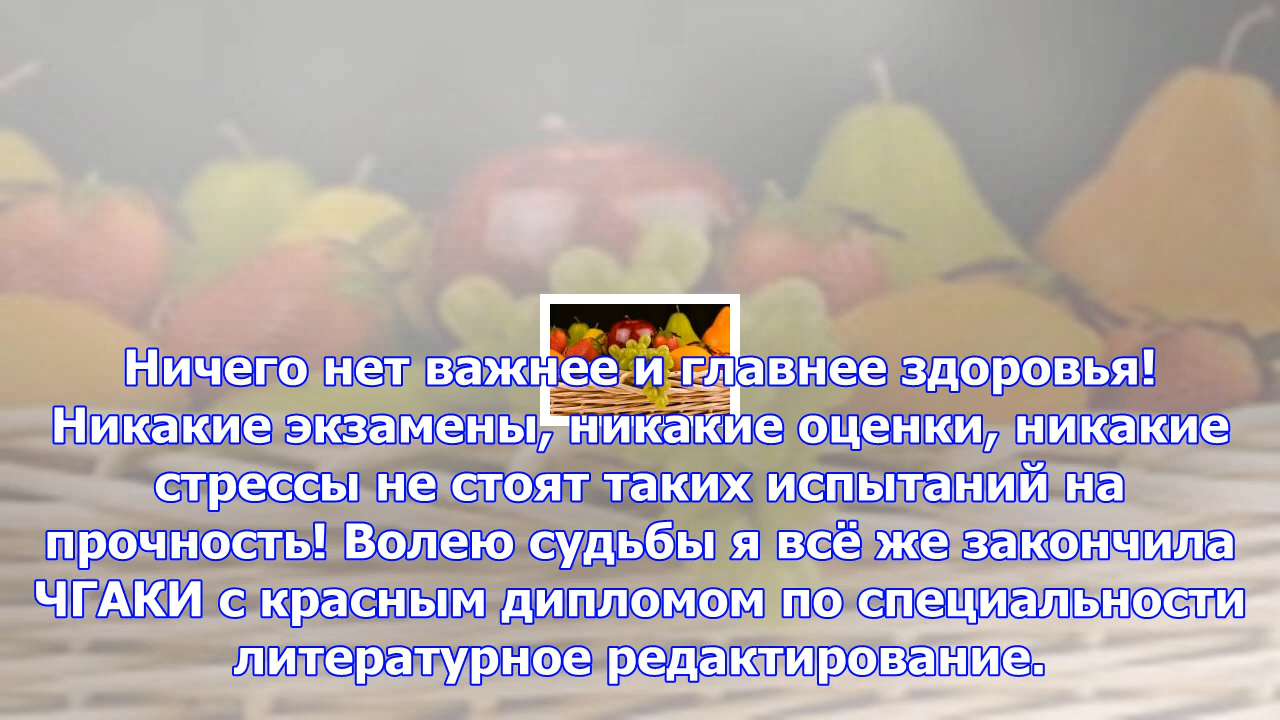 Ничего нет важнее и главнее здоровья!
Никакие экзамены, никакие оценки, никакие
стрессы не стоят таких испытаний на
прочность! Волею судьбы я всё же закончила
ЧГАКИ с красным дипломом по специальности
литературное редактирование.